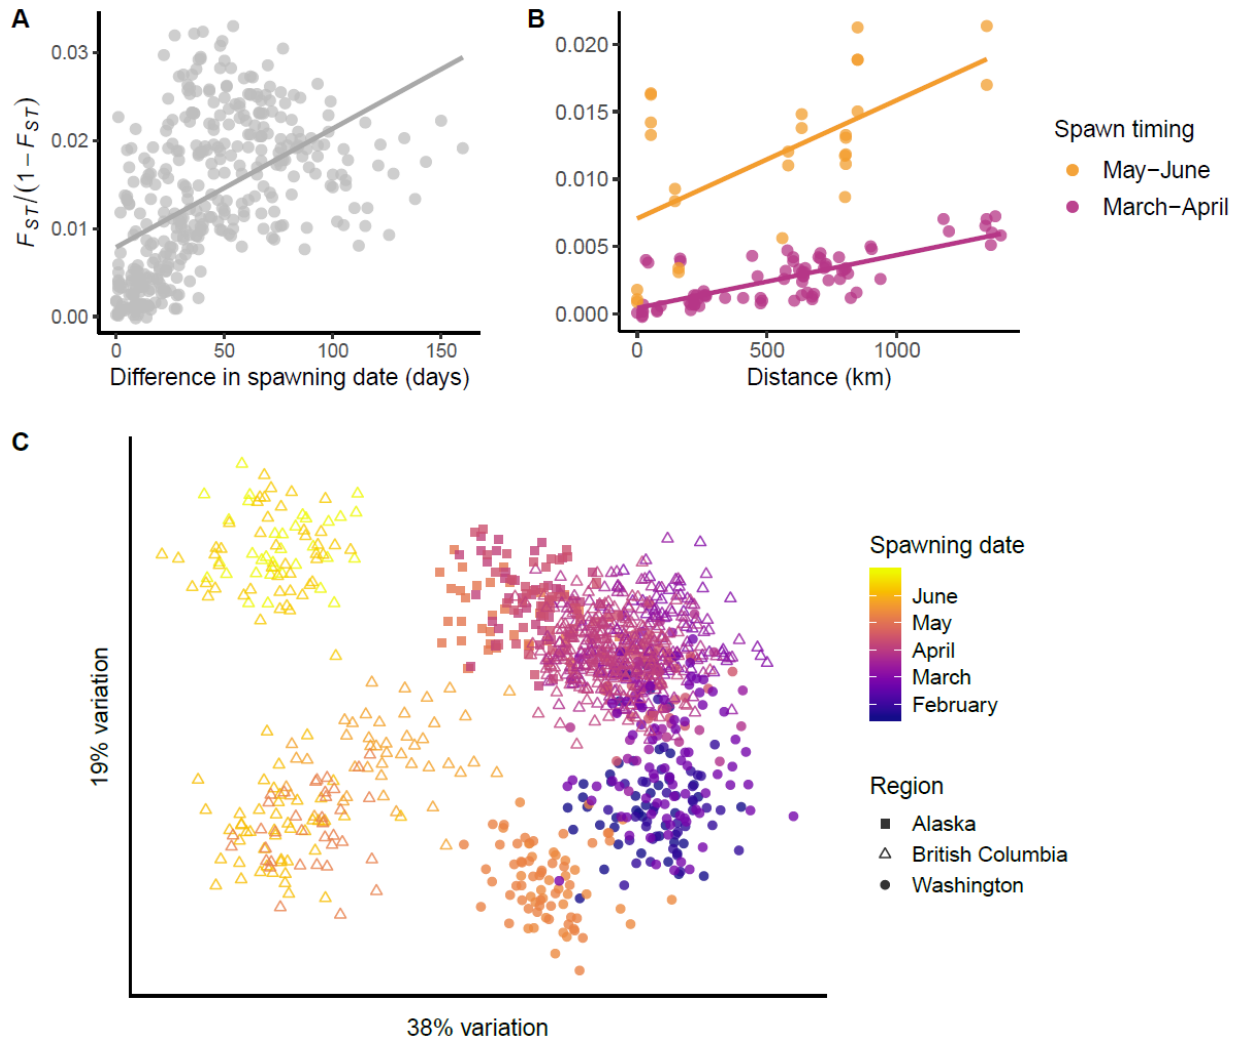 A
B
F_ST/(1−F_ST)
0.03
0.02
0.01
0.00
0
50
100
150
Difference in spawning date (days)
0.020
0.015
0.010
0.005
0.000
0
500
1000
Distance (km)
Spawn timing
May−June
March−April
C
19% variation
38% variation
Spawning date
June
May
April
March
February
Region
Alaska
British Columbia
Washington